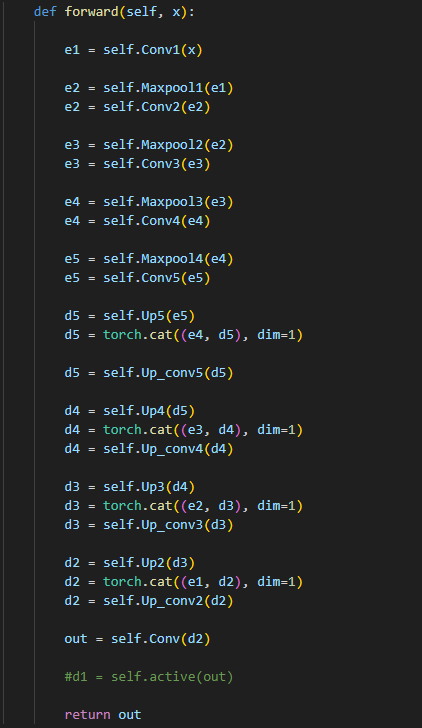 def forward(self, x):
e1 = self.Conv1(x)
e2 = self.Maxpool1(e1)
e2 = self.Conv2(e2)
e3 = self.Maxpool2(e2)
e3 = self.Conv3(e3)
e4 = self.Maxpool3(e3)
e4 = self.Conv4(e4)
e5 = self.Maxpool4(e4)
e5 = self.Conv5(e5)
d5 = self.Up5(e5)
d5 = torch.cat((e4, d5), dim=1)
d5 = self.Up_conv5(d5)
d4 = self.Up4(d5)
d4 = torch.cat((e3, d4), dim=1)
d4 = self.Up_conv4(d4)
d3 = self.Up3(d4)
d3 = torch.cat((e2, d3), dim=1)
d3 = self.Up_conv3(d3)
d2 = self.Up2(d3)
d2 = torch.cat((e1, d2), dim=1)
d2 = self.Up_conv2(d2)
out = self.Conv(d2)
#d1 = self.active(out)
return out